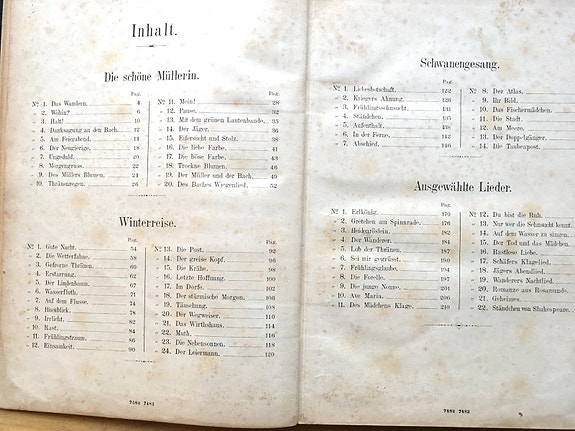 Inhalt.
Die schöne Müllerin.
Pag. Pag.
Nº 1. Das Wandern. 4
„ 2. Wohin? 6
„ 3. Halt! 10
„ 4. Danksagung an den Bach. 12
„ 5. Am Feierabend. 14
„ 6. Der Neugierige. 18
„ 7. Ungeduld. 20
„ 8. Morgengruss. 22
„ 9. Des Müllers Blumen. 24
„ 10. Thränenregen. 26
Nº 11. Mein! 28
„ 12. Pause. 32
„ 13. Mit dem grünen Lautenbande. 35
„ 14. Der Jäger. 36
„ 15. Eifersucht und Stolz. 38
„ 16. Die liebe Farbe. 41
„ 17. Die böse Farbe. 43
„ 18. Trockne Blumen. 46
„ 19. Der Müller und der Bach. 49
„ 20. Des Baches Wiegenlied. 52
Winterreise.
Pag. Pag.
Nº 1. Gute Nacht. 54
„ 2. Die Wetterfahne. 58
„ 3. Gefrorne Thränen. 60
„ 4. Erstarrung. 62
„ 5. Der Lindenbaum. 67
„ 6. Wasserfluth. 71
„ 7. Auf dem Flusse. 74
„ 8. Rückblick. 78
„ 9. Irrlicht. 82
„ 10. Rast. 84
„ 11. Frühlingstraum. 86
„ 12. Einsamkeit. 90
Nº 13. Die Post. 92
„ 14. Der greise Kopf. 96
„ 15. Die Krähe. 98
„ 16. Letzte Hoffnung. 100
„ 17. Im Dorfe. 102
„ 18. Der stürmische Morgen. 106
„ 19. Täuschung. 108
„ 20. Der Wegweiser. 110
„ 21. Das Wirthshaus. 114
„ 22. Muth. 116
„ 23. Die Nebensonnen. 118
„ 24. Der Leiermann. 120
7481 7483
Schwanengesang.
Pag.
Nº 1. Liebesbotschaft. 122
„ 2. Kriegers Ahnung. 126
„ 3. Frühlingssehnsucht. 131
„ 4. Ständchen. 135
„ 5. Aufenthalt. 138
„ 6. In der Ferne. 142
„ 7. Abschied. 146
Nº 8. Der Atlas.
„ 9. Ihr Bild.
„ 10. Das Fischermädchen.
„ 11. Die Stadt.
„ 12. Am Meere.
„ 13. Der Doppelgänger.
„ 14. Die Taubenpost.
Ausgewählte Lieder.
Pag.
Nº 1. Erlkönig. 170
„ 2. Gretchen am Spinnrade. 176
„ 3. Heidenröslein. 182
„ 4. Der Wanderer. 184
„ 5. Lob der Thränen. 187
„ 6. Sei mir gegrüsst. 190
„ 7. Frühlingsglaube. 194
„ 8. Die Forelle. 197
„ 9. Die junge Nonne. 201
„ 10. Ave Maria. 206
„ 11. Des Mädchens Klage. 210
Nº 12. Du bist die Ruh.
„ 13. Nur wer die Sehnsucht kennt.
„ 14. Auf dem Wasser zu singen.
„ 15. Der Tod und das Mädchen.
„ 16. Rastlose Liebe.
„ 17. Schäfers Klagelied.
„ 18. Jägers Abendlied.
„ 19. Wanderers Nachtlied.
„ 20. Romanze aus Rosamunde.
„ 21. Geheimes.
„ 22. Ständchen von Shakespeare.
7481 7483